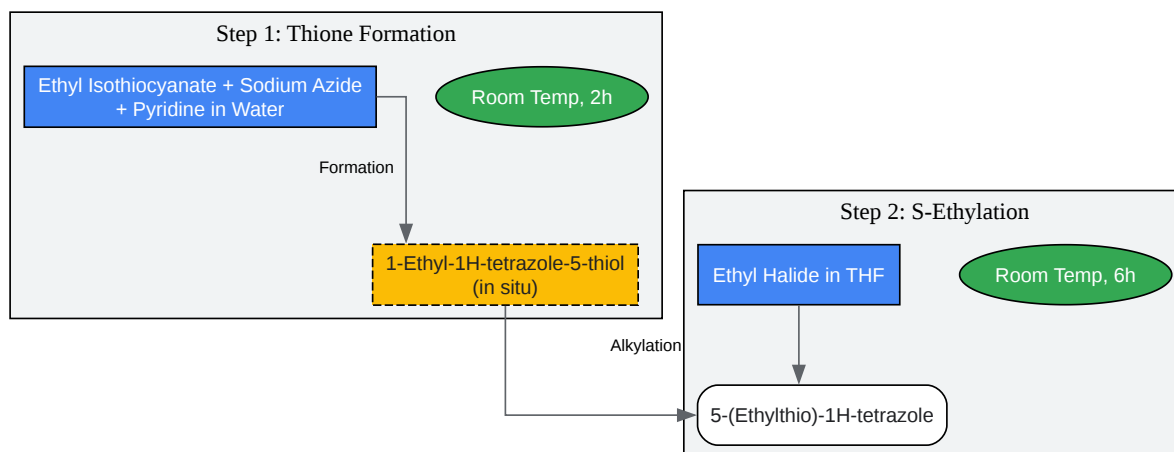 Step 1: Thione Formation
Ethyl Isothiocyanate + Sodium Azide
+ Pyridine in Water
Room Temp, 2h
Formation
1-Ethyl-1H-tetrazole-5-thiol
(in situ)
Step 2: S-Ethylation
Ethyl Halide in THF
Room Temp, 6h
Alkylation
5-(Ethylthio)-1H-tetrazole